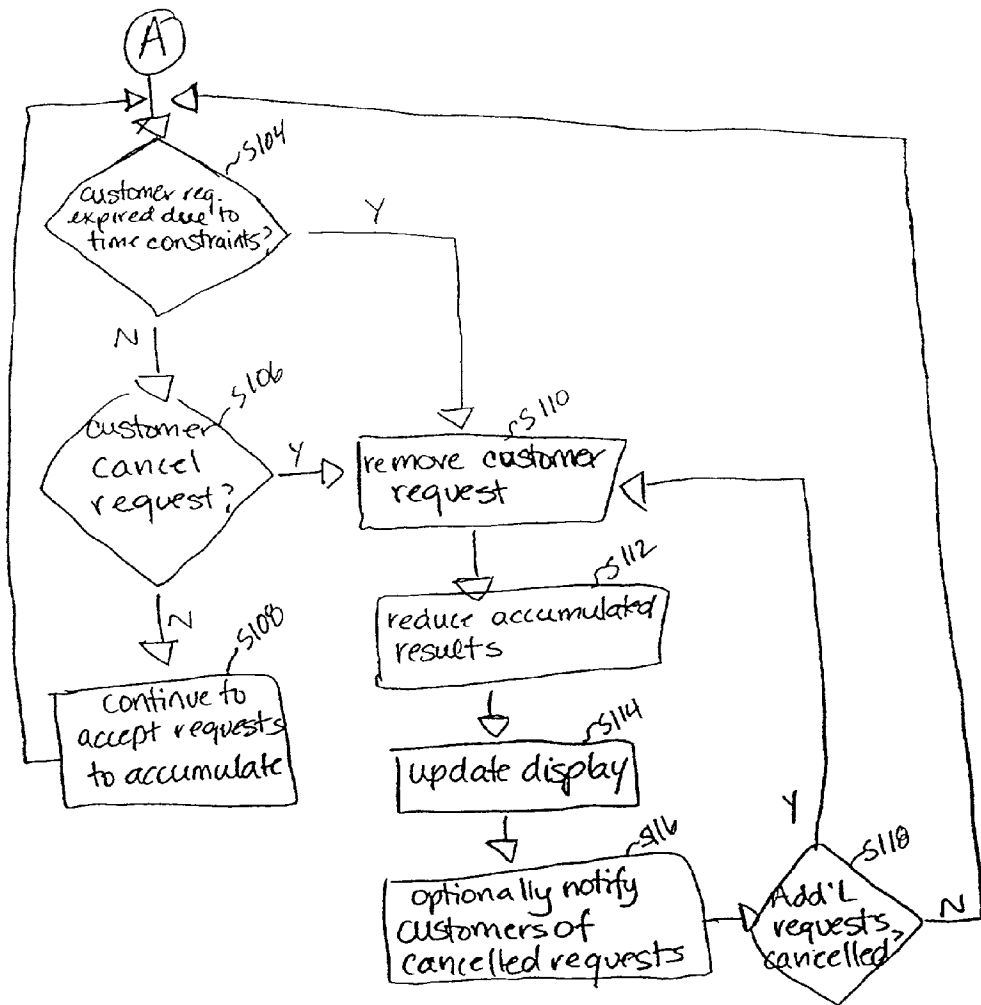 A
S104
customer req.
expired due to
time constraints?
Y
N
S106
customer
cancel
request?
Y
N
S108
continue to
accept requests
to accumulate
S110
remove customer
request
S112
reduce accumulated
results
S114
update display
S116
optionally notify
customers of
cancelled requests
S118
Add'L
requests
cancelled?
Y
N